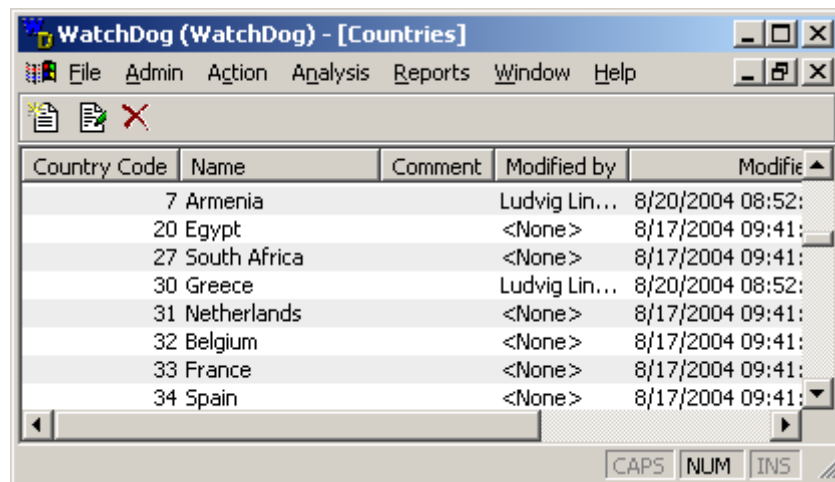 WatchDog (WatchDog) - [Countries]
File Admin Action Analysis Reports Window Help
Country Code Name Comment Modified by Modifie
7 Armenia Ludvig Lin... 8/20/2004 08:52:
20 Egypt <None> 8/17/2004 09:41:
27 South Africa <None> 8/17/2004 09:41:
30 Greece Ludvig Lin... 8/20/2004 08:52:
31 Netherlands <None> 8/17/2004 09:41:
32 Belgium <None> 8/17/2004 09:41:
33 France <None> 8/17/2004 09:41:
34 Spain <None> 8/17/2004 09:41:
CAPS NUM INS